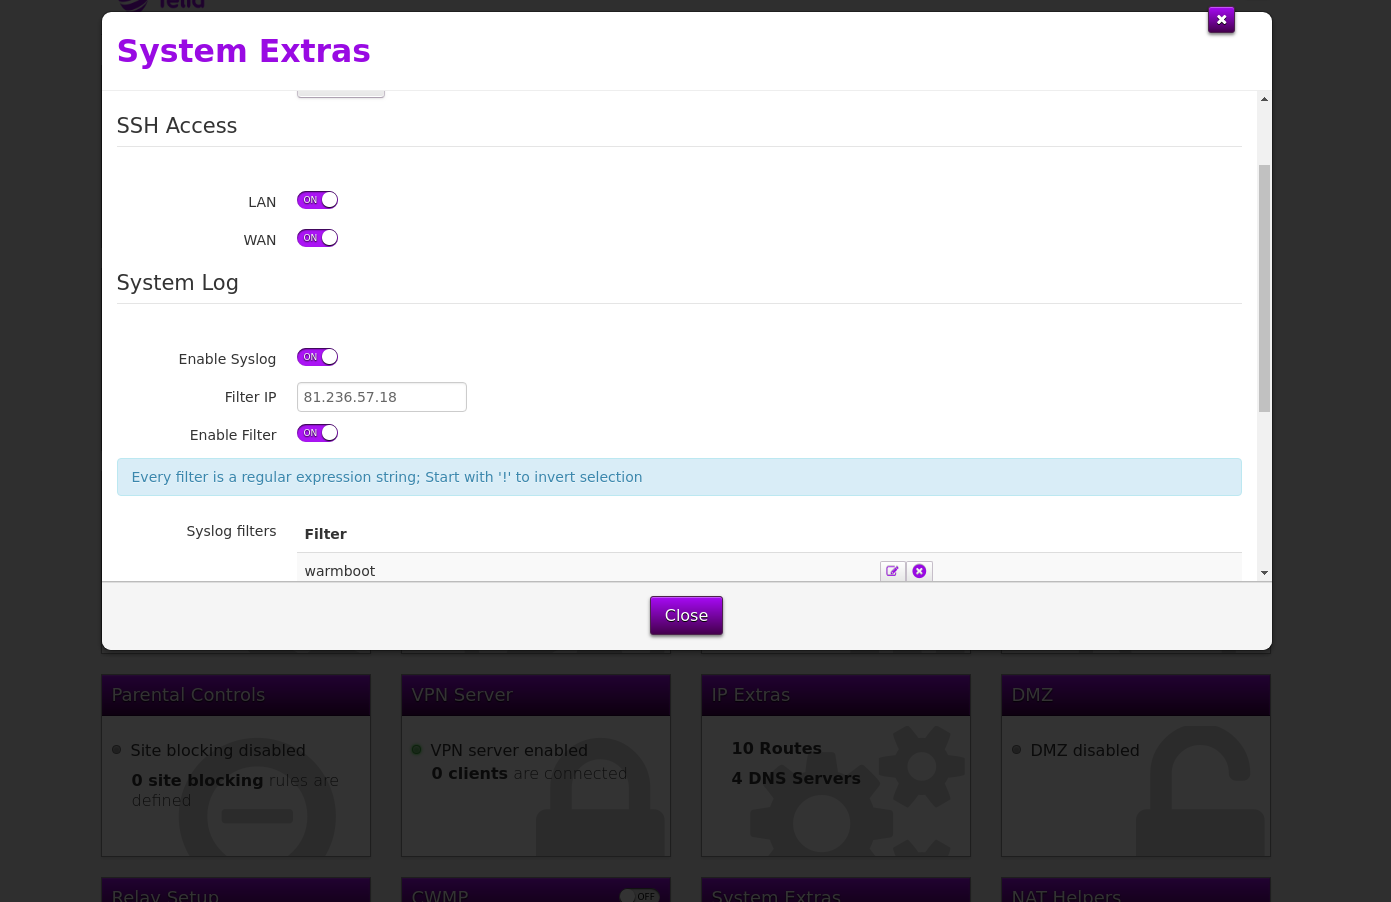 Telia
System Extras
SSH Access
LAN ON
WAN ON
System Log
Enable Syslog ON
Filter IP 81.236.57.18
Enable Filter ON
Every filter is a regular expression string; Start with '!' to invert selection
Syslog filters Filter
warmboot
Close
Parental Controls
Site blocking disabled
0 site blocking rules are
defined
VPN Server
VPN server enabled
0 clients are connected
IP Extras
10 Routes
4 DNS Servers
DMZ
DMZ disabled
Relay Setup
CWMP OFF
System Extras
NAT Helpers